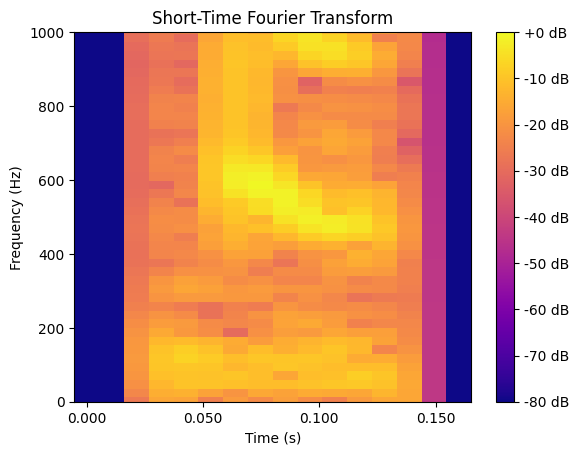 Short-Time Fourier Transform
1000
800
600
400
200
0
Frequency (Hz)
0.000
0.050
0.100
0.150
Time (s)
+0 dB
-10 dB
-20 dB
-30 dB
-40 dB
-50 dB
-60 dB
-70 dB
-80 dB